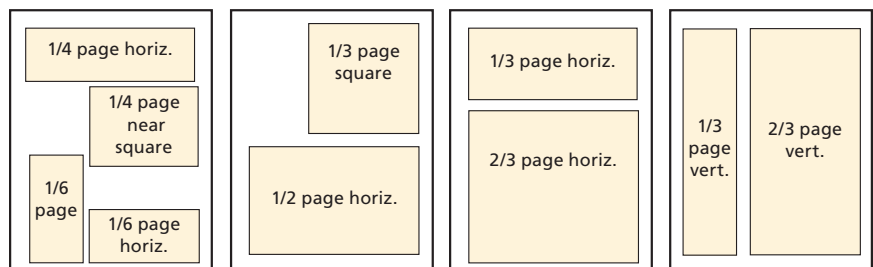 1/4 page horiz.
1/4 page
near
square
1/6
page
1/6 page
horiz.
1/3 page
square
1/2 page horiz.
1/3 page horiz.
2/3 page horiz.
1/3
page
vert.
2/3 page
vert.